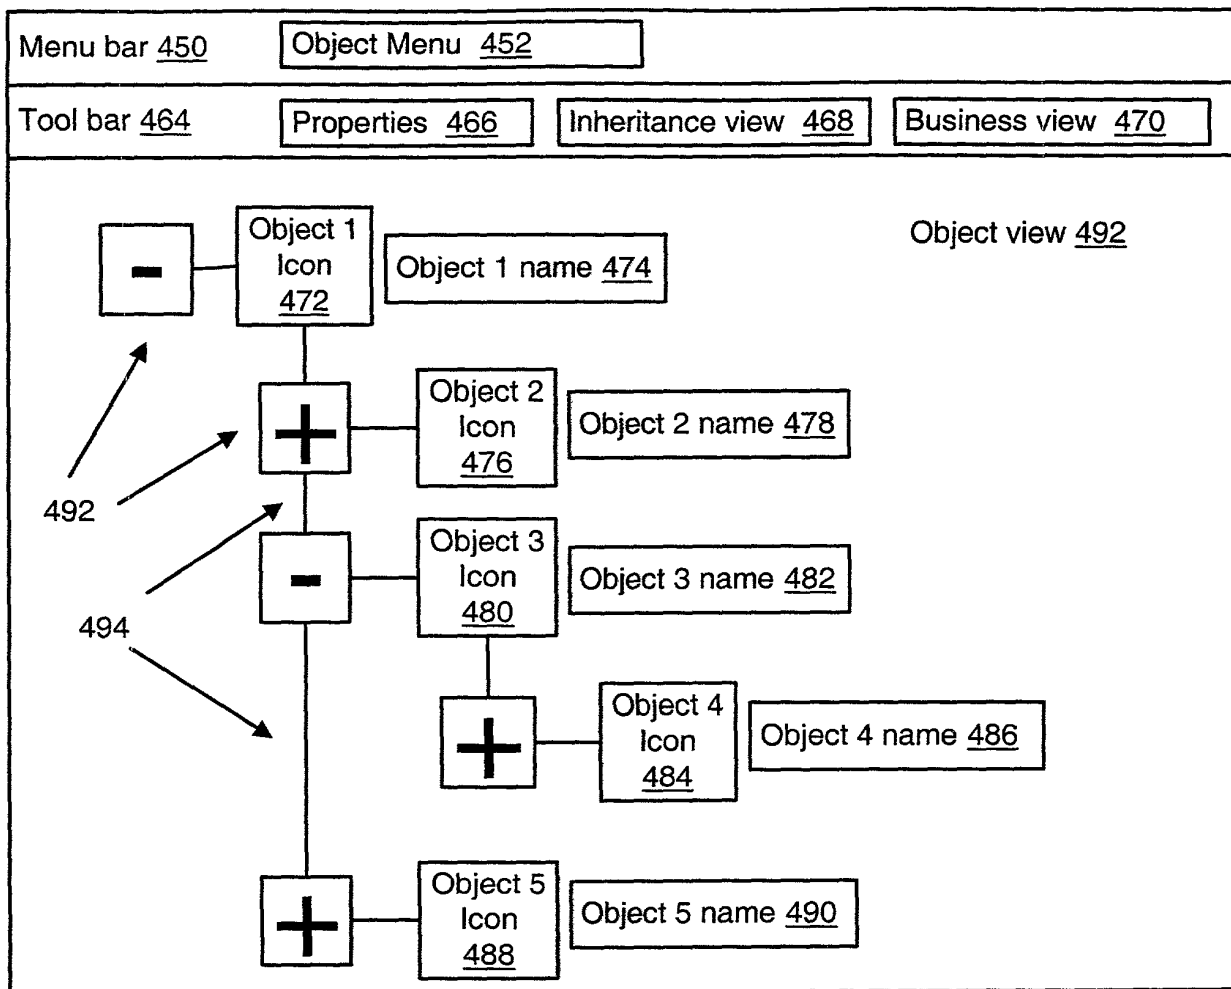 Menu bar 450
Object Menu 452
Tool bar 464
Properties 466
Inheritance view 468
Business view 470
Object view 492
-
Object 1
Icon
472
Object 1 name 474
+
Object 2
Icon
476
Object 2 name 478
492
-
Object 3
Icon
480
Object 3 name 482
494
+
Object 4
Icon
484
Object 4 name 486
+
Object 5
Icon
488
Object 5 name 490